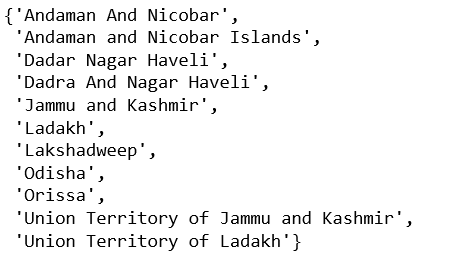 {'Andaman And Nicobar',
'Andaman and Nicobar Islands',
'Dadar Nagar Haveli',
'Dadra And Nagar Haveli',
'Jammu and Kashmir',
'Ladakh',
'Lakshadweep',
'Odisha',
'Orissa',
'Union Territory of Jammu and Kashmir',
'Union Territory of Ladakh'}